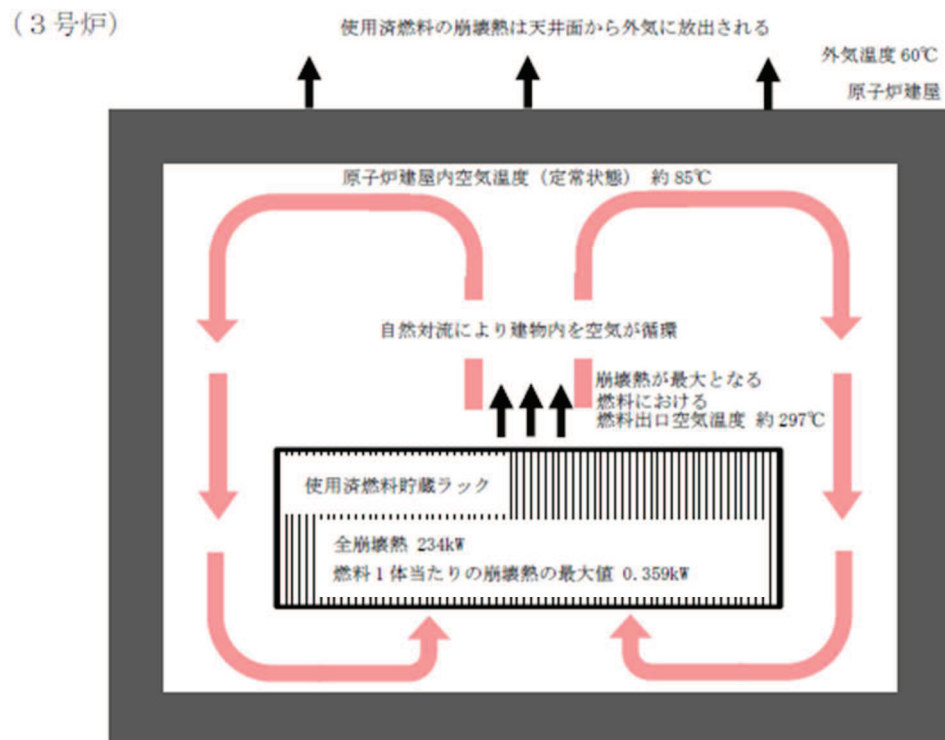 (3号炉)
使用済燃料の崩壊熱は天井面から外気に放出される
外気温度 60℃
原子炉建屋
原子炉建屋内空気温度（定常状態） 約 85℃
自然対流により建物内を空気が循環
崩壊熱が最大となる
燃料における
燃料出口空気温度 約 297℃
使用済燃料貯蔵ラック
全崩壊熱 234kW
燃料1体当たりの崩壊熱の最大値 0.359kW